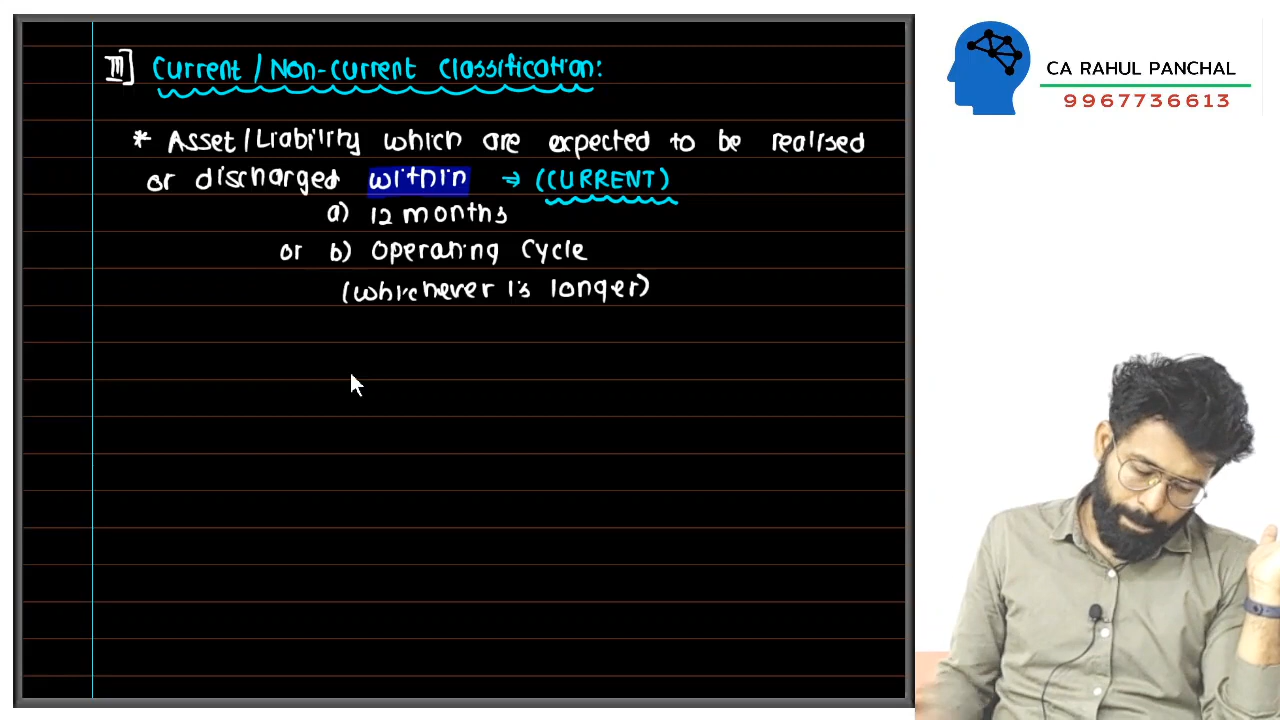 III] Current / Non-current Classification:
* Asset/Liability which are expected to be realised
or discharged within → (CURRENT)
a) 12 months
or b) Operating Cycle
(whichever is longer)
CA RAHUL PANCHAL
9967736613